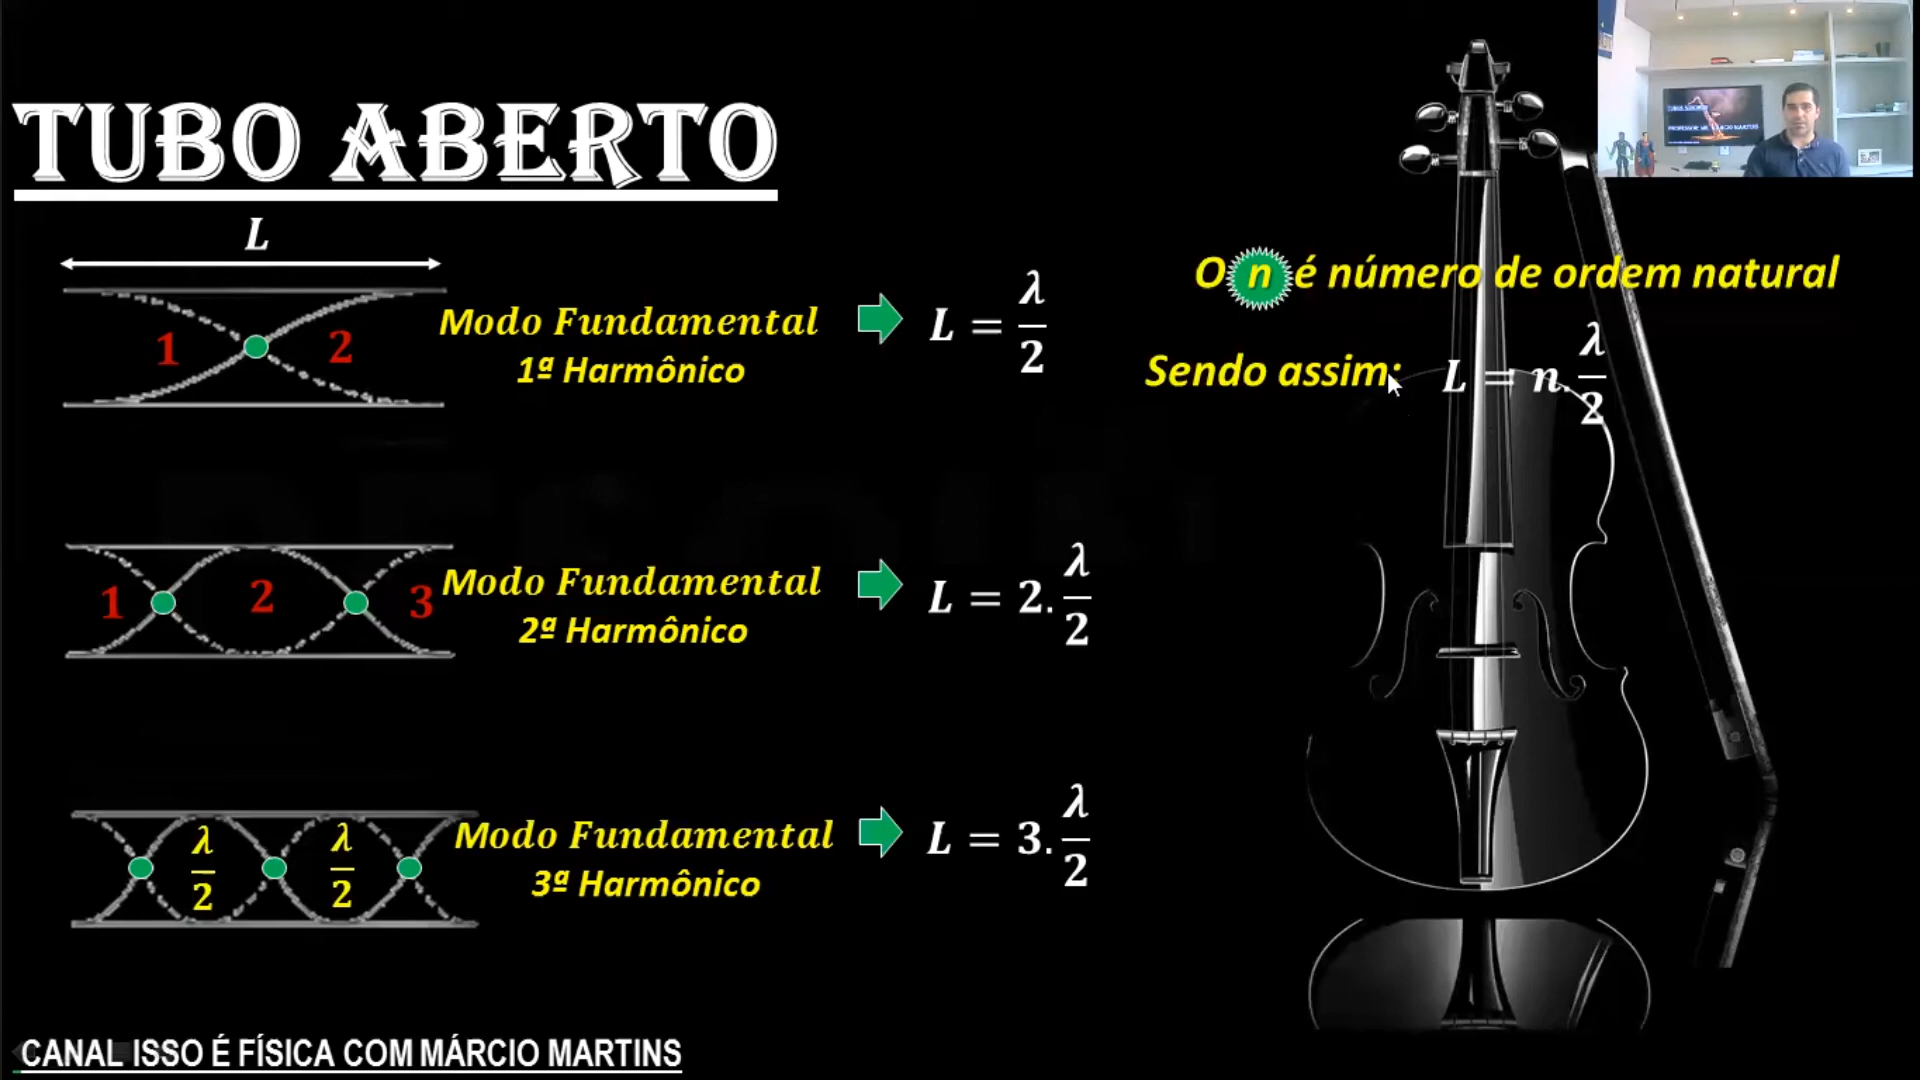 TUBO ABERTO
L
1 2
Modo Fundamental
1ª Harmônico
L = λ/2
O n é número de ordem natural
Sendo assim: L = n. λ/2
1 2 3
Modo Fundamental
2ª Harmônico
L = 2. λ/2
λ/2 λ/2
Modo Fundamental
3ª Harmônico
L = 3. λ/2
CANAL ISSO É FÍSICA COM MÁRCIO MARTINS